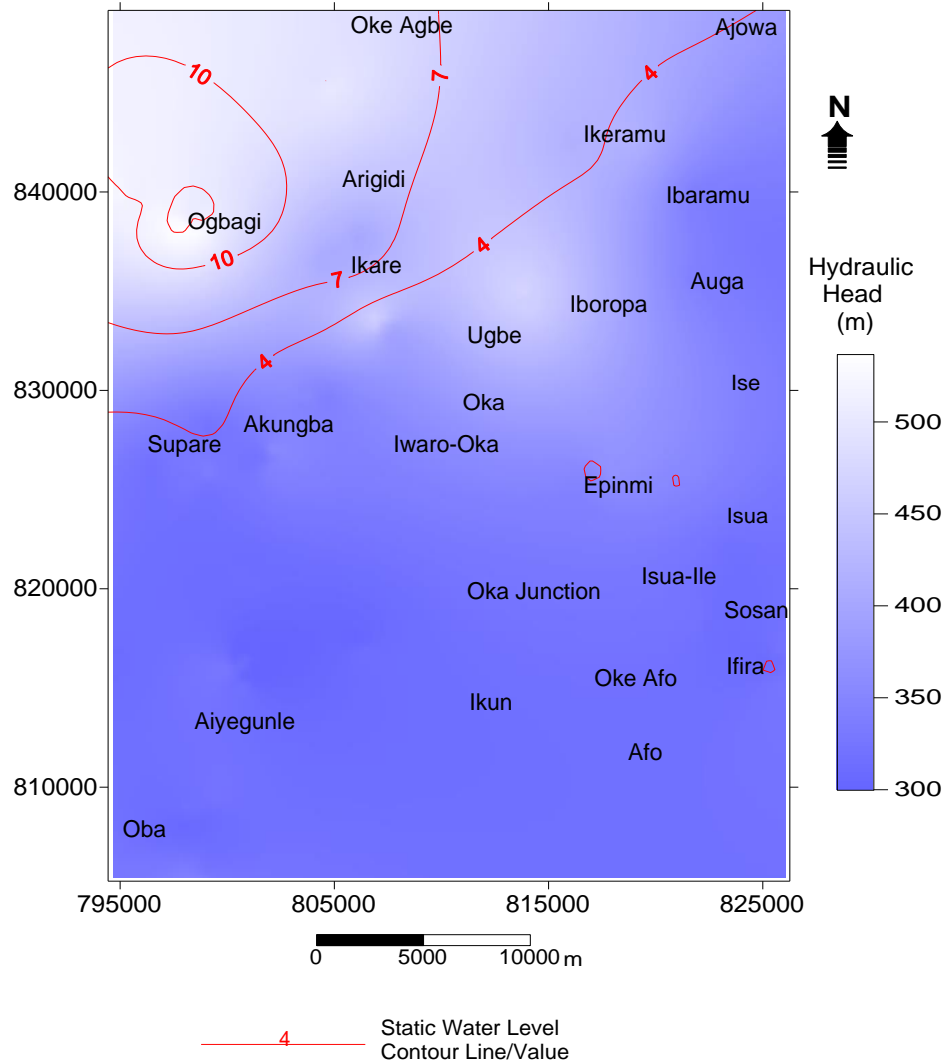 Oke Agbe
Ajowa
10
7
4
N
Ikeramu
840000
Arigidi
Ibaramu
Ogbagi
10
7
4
Ikare
Auga
Hydraulic
Head
(m)
Iboropa
Ugbe
4
830000
Oka
Ise
Akungba
Supare
Iwaro-Oka
500
Epinmi
450
Isua
820000
Oka Junction
Isua-Ile
400
Sosan
Ifira
350
Oke Afo
Ikun
Aiyegunle
Afo
810000
300
Oba
795000
805000
815000
825000
0
5000
10000 m
4
Static Water Level
Contour Line/Value